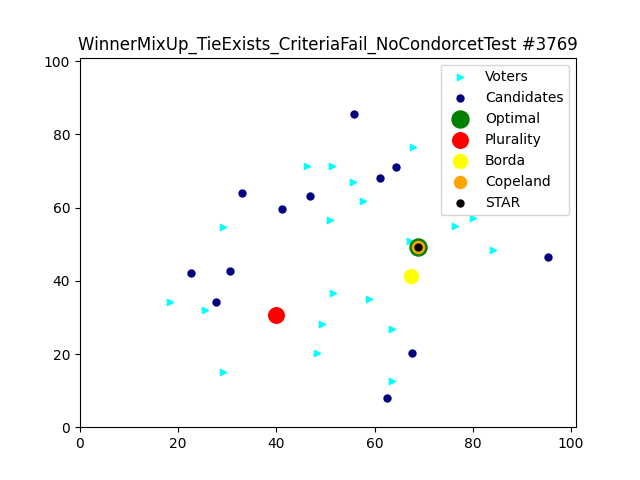 WinnerMixUp_TieExists_CriteriaFail_NoCondorcetTest #3769
100
80
60
40
20
0
0 20 40 60 80 100
Voters
Candidates
Optimal
Plurality
Borda
Copeland
STAR